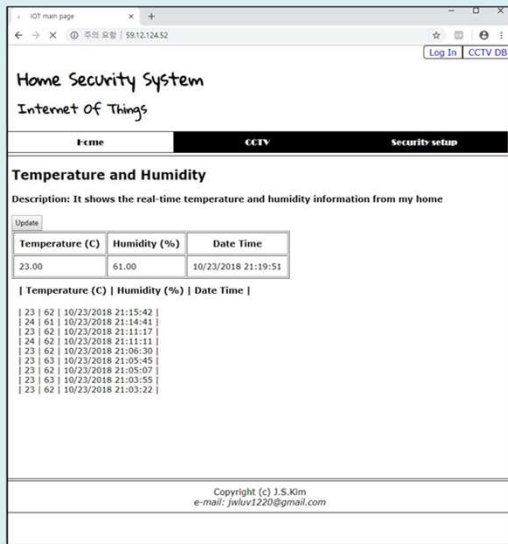 IOT main page
주의 요함 | 59.12.124.52
Log In CCTV DB
Home Security System
Internet Of Things
Home CCTV Security setup
Temperature and Humidity
Description: It shows the real-time temperature and humidity information from my home
Update
Temperature (C) Humidity (%) Date Time
23.00 61.00 10/23/2018 21:19:51
| Temperature (C) | Humidity (%) | Date Time |
| 23 | 62 | 10/23/2018 21:15:42 |
| 24 | 61 | 10/23/2018 21:14:41 |
| 23 | 62 | 10/23/2018 21:11:17 |
| 24 | 62 | 10/23/2018 21:11:11 |
| 23 | 62 | 10/23/2018 21:06:30 |
| 23 | 63 | 10/23/2018 21:05:45 |
| 23 | 62 | 10/23/2018 21:05:07 |
| 23 | 63 | 10/23/2018 21:03:55 |
| 23 | 62 | 10/23/2018 21:03:22 |
Copyright (c) J.S.Kim
e-mail: jwluv1220@gmail.com